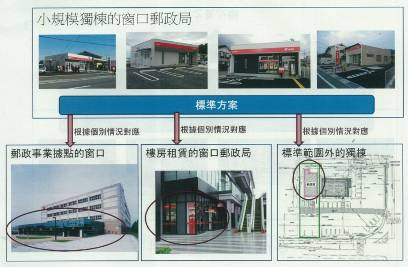 小規模獨棟的窗口郵政局
標準方案
根據個別情況對應
根據個別情況對應
根據個別情況對應
郵政事業據點的窗口
樓房租賃的窗口郵政局
標準範圍外的獨棟